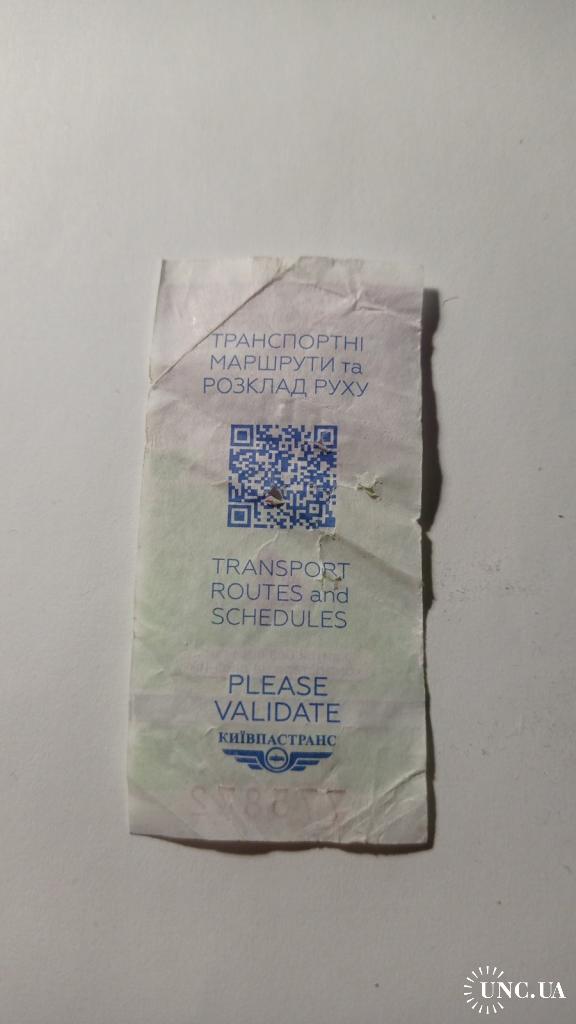 ТРАНСПОРТНІ
МАРШРУТИ та
РОЗКЛАД РУХУ
TRANSPORT
ROUTES and
SCHEDULES
PLEASE
VALIDATE
КИЇВПАСТРАНС
UNC.UA